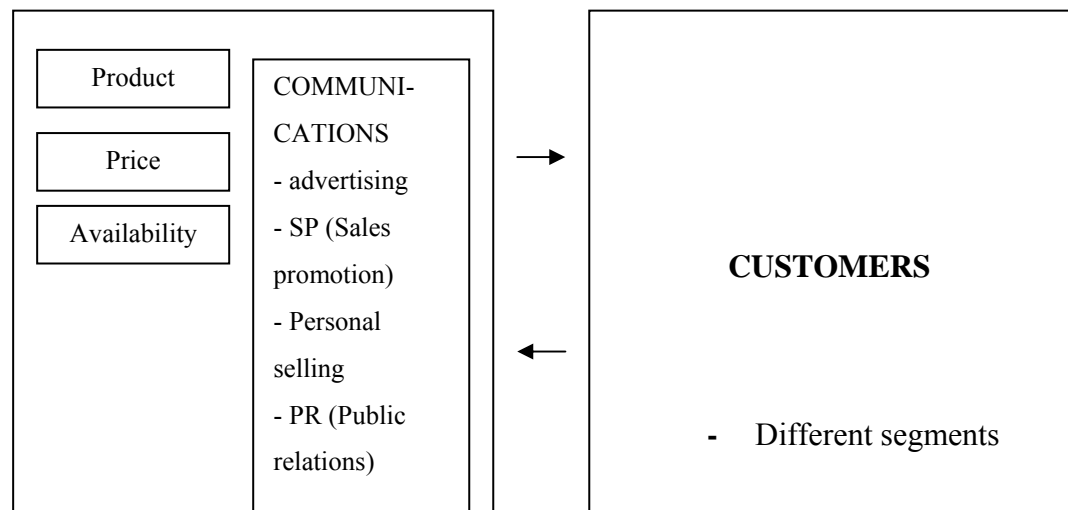 Product
Price
Availability
COMMUNI-
CATIONS
- advertising
- SP (Sales
promotion)
- Personal
selling
- PR (Public
relations)
CUSTOMERS
- Different segments